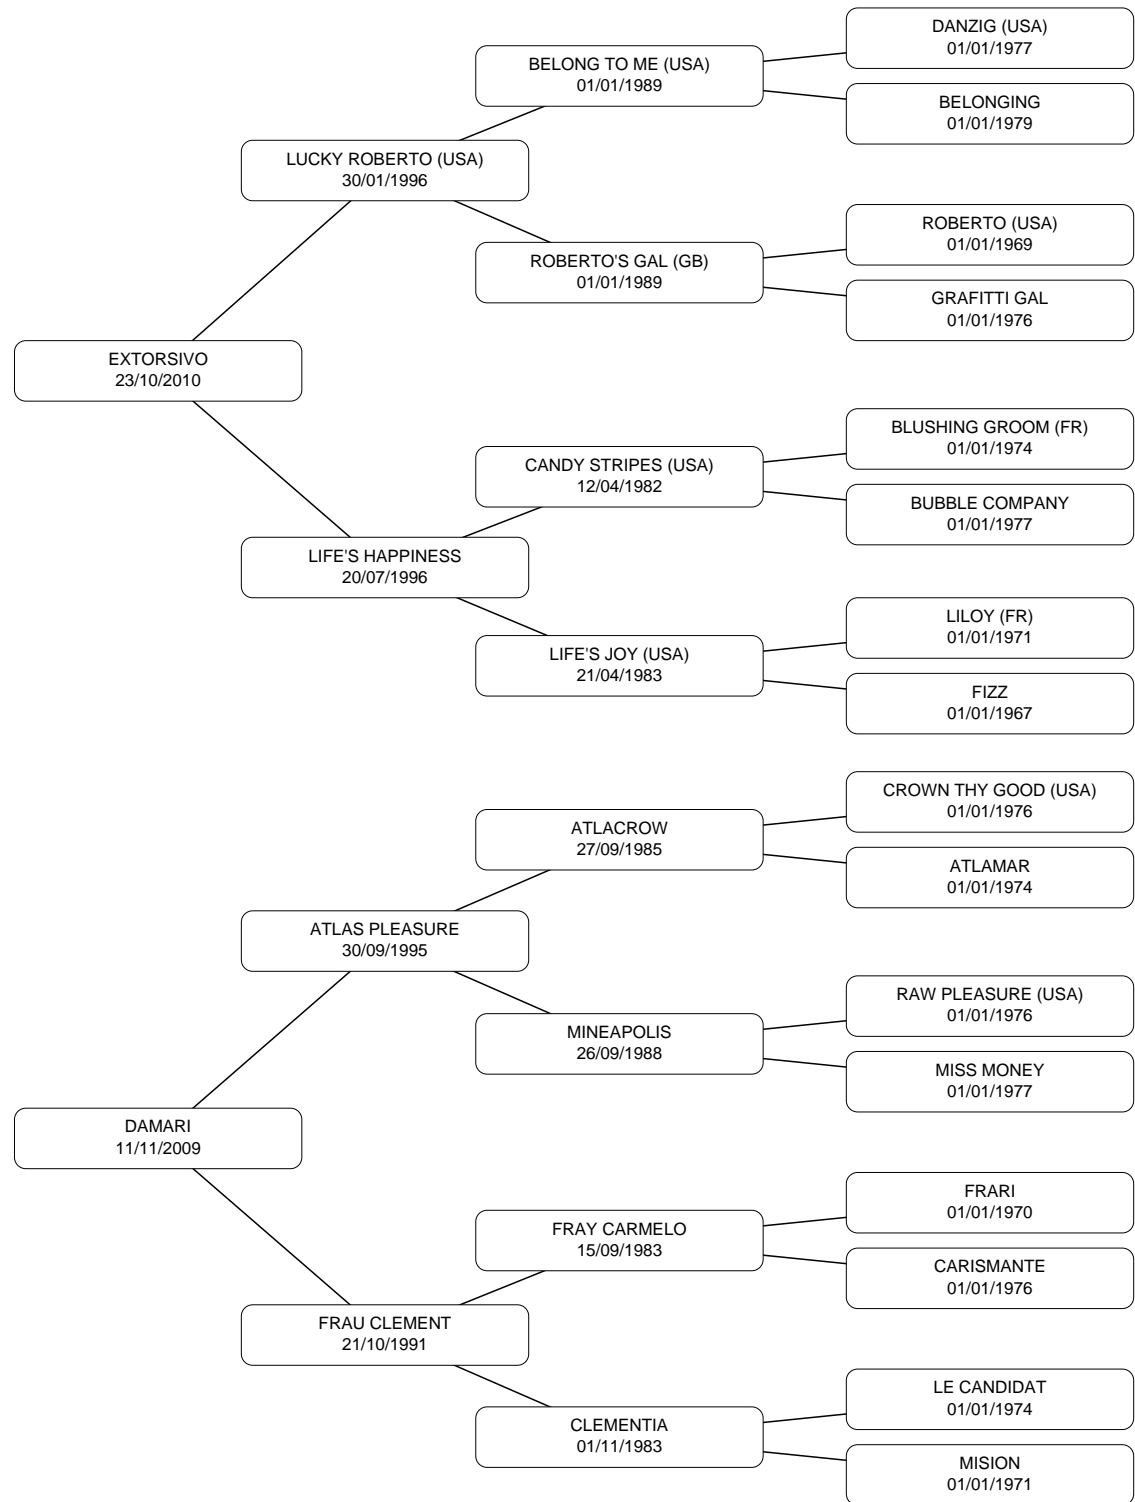 DANZIG (USA)
01/01/1977
BELONG TO ME (USA)
01/01/1989
BELONGING
01/01/1979
LUCKY ROBERTO (USA)
30/01/1996
ROBERTO (USA)
01/01/1969
ROBERTO'S GAL (GB)
01/01/1989
GRAFITTI GAL
01/01/1976
EXTORSIVO
23/10/2010
BLUSHING GROOM (FR)
01/01/1974
CANDY STRIPES (USA)
12/04/1982
BUBBLE COMPANY
01/01/1977
LIFE'S HAPPINESS
20/07/1996
LILOY (FR)
01/01/1971
LIFE'S JOY (USA)
21/04/1983
FIZZ
01/01/1967
CROWN THY GOOD (USA)
01/01/1976
ATLACROW
27/09/1985
ATLAMAR
01/01/1974
ATLAS PLEASURE
30/09/1995
RAW PLEASURE (USA)
01/01/1976
MINEAPOLIS
26/09/1988
MISS MONEY
01/01/1977
DAMARI
11/11/2009
FRARI
01/01/1970
FRAY CARMELO
15/09/1983
CARISMANTE
01/01/1976
FRAU CLEMENT
21/10/1991
LE CANDIDAT
01/01/1974
CLEMENTIA
01/11/1983
MISION
01/01/1971